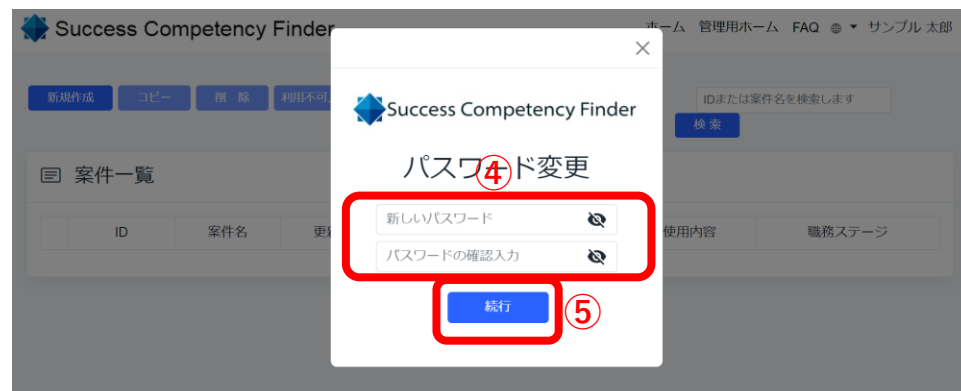 Success Competency Finder
ホーム 管理用ホーム FAQ サンプル 太郎
新規作成 コピー 削 除 利用不可
IDまたは案件名を検索します
検 索
案件一覧
ID 案件名 更新 使用内容 職務ステージ
Success Competency Finder
パスワード変更
④
新しいパスワード
パスワードの確認入力
続行
⑤